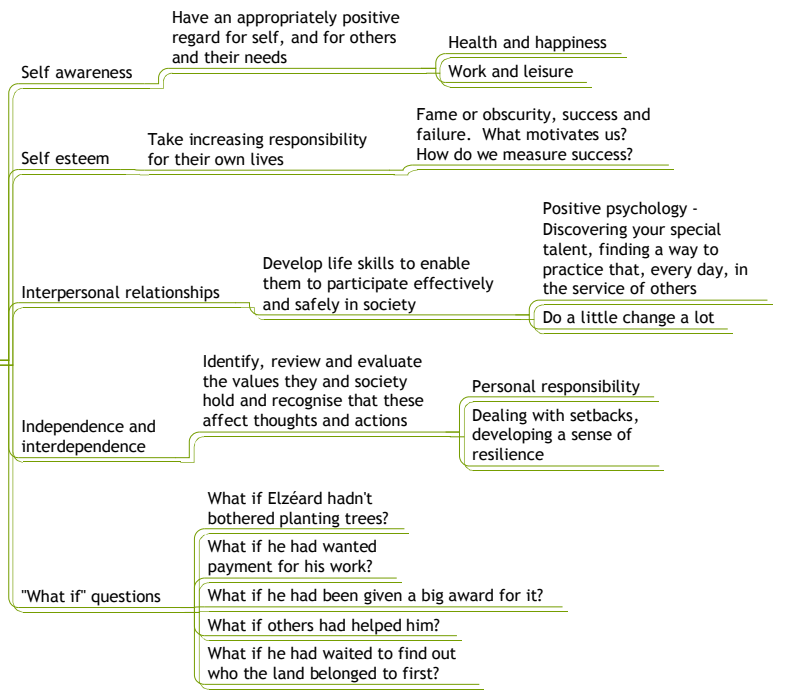 Self awareness
Have an appropriately positive
regard for self, and for others
and their needs
Health and happiness
Work and leisure
Self esteem
Take increasing responsibility
for their own lives
Fame or obscurity, success and
failure.  What motivates us?
How do we measure success?
Interpersonal relationships
Develop life skills to enable
them to participate effectively
and safely in society
Positive psychology -
Discovering your special
talent, finding a way to
practice that, every day, in
the service of others
Do a little change a lot
Independence and
interdependence
Identify, review and evaluate
the values they and society
hold and recognise that these
affect thoughts and actions
Personal responsibility
Dealing with setbacks,
developing a sense of
resilience
"What if" questions
What if Elzéard hadn't
bothered planting trees?
What if he had wanted
payment for his work?
What if he had been given a big award for it?
What if others had helped him?
What if he had waited to find out
who the land belonged to first?